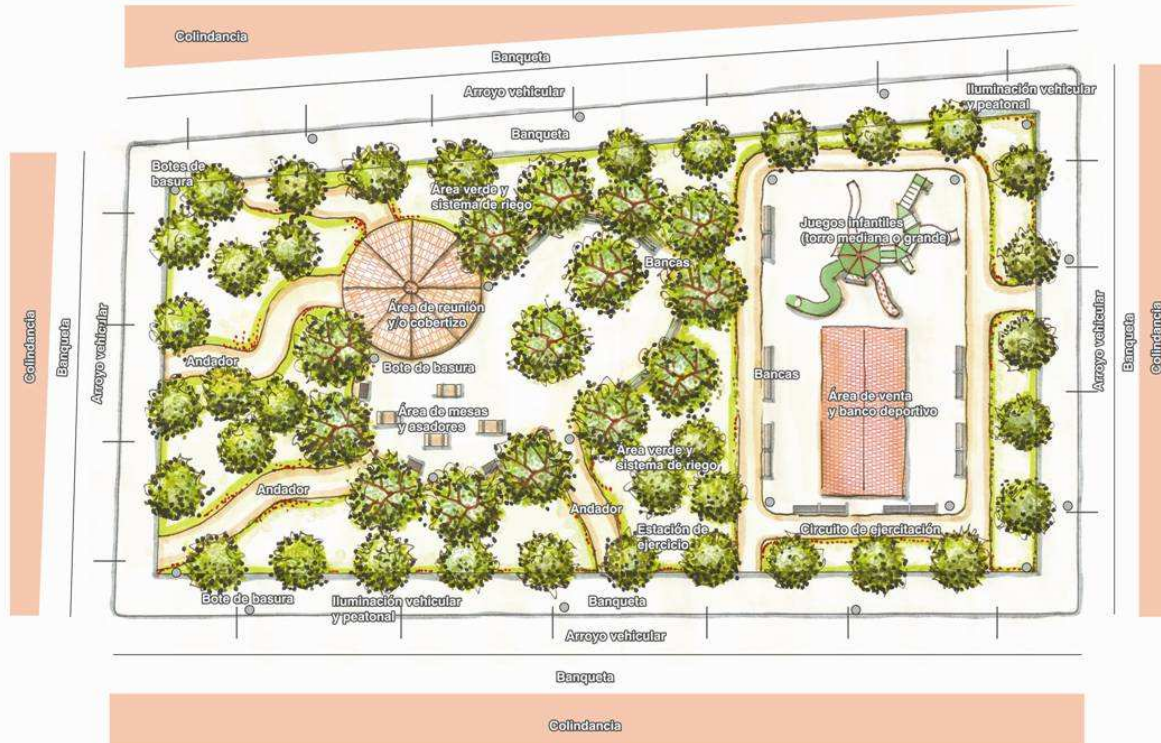 Colindancia
Banqueta
Arroyo vehicular
Iluminación vehicular
y peatonal
Banqueta
Botes de
basura
Área verde y
sistema de riego
Juegos infantiles
(torre mediana o grande)
Bancas
Área de reunión
y/o cobertizo
Colindancia
Banqueta
Arroyo vehicular
Andador
Bote de basura
Bancas
Área de venta
y banco deportivo
Arroyo vehicular
Banqueta
Colindancia
Área de mesas
y asadores
Área verde y
sistema de riego
Andador
Andador
Estación de
ejercicio
Circuito de ejercitación
Bote de basura
Iluminación vehicular
y peatonal
Banqueta
Arroyo vehicular
Banqueta
Colindancia